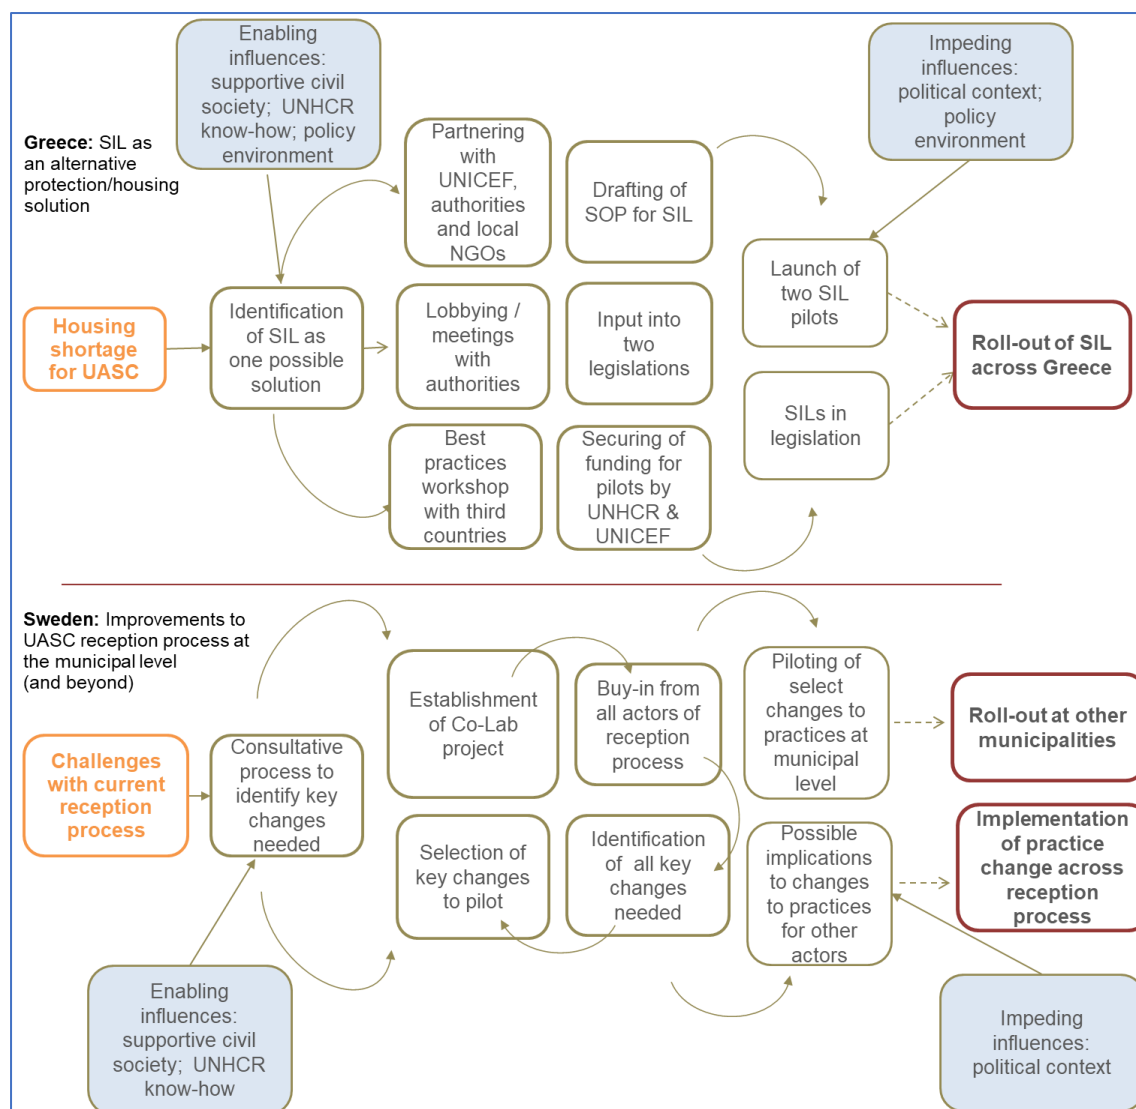 Enabling
influences:
supportive civil
society; UNHCR
know-how; policy
environment
Impeding
influences:
political context;
policy
environment
Greece: SIL as
an alternative
protection/housing
solution
Partnering
with
UNICEF,
authorities
and local
NGOs
Drafting of
SOP for SIL
Launch of
two SIL
pilots
Housing
shortage
for UASC
Identification
of SIL as
one possible
solution
Lobbying /
meetings
with
authorities
Input into
two
legislations
Roll-out of SIL
across Greece
SILs in
legislation
Best
practices
workshop
with third
countries
Securing of
funding for
pilots by
UNHCR &
UNICEF
Sweden: Improvements to
UASC reception process at
the municipal level
(and beyond)
Establishment
of Co-Lab
project
Buy-in from
all actors of
reception
process
Piloting of
select
changes to
practices at
municipal
level
Roll-out at other
municipalities
Challenges
with current
reception
process
Consultative
process to
identify key
changes
needed
Selection of
key changes
to pilot
Identification
of all key
changes
needed
Possible
implications
to changes
to practices
for other
actors
Implementation
of practice
change across
reception
process
Enabling
influences:
supportive civil
society; UNHCR
know-how
Impeding
influences:
political context